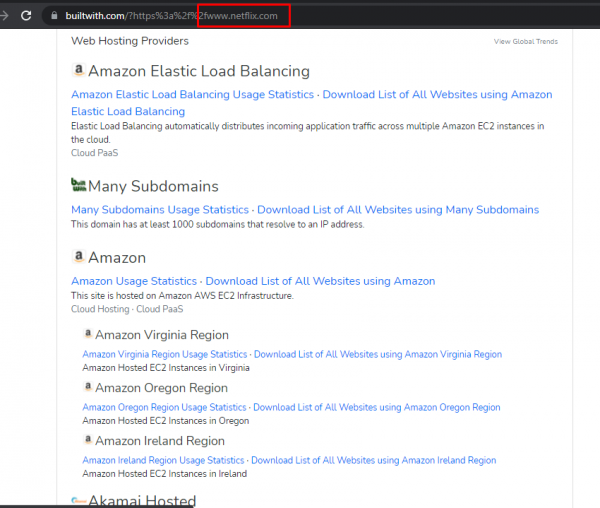 builtwith.com/?https%3a%2f%2fwww.netflix.com
Web Hosting Providers
View Global Trends
Amazon Elastic Load Balancing
Amazon Elastic Load Balancing Usage Statistics · Download List of All Websites using Amazon
Elastic Load Balancing
Elastic Load Balancing automatically distributes incoming application traffic across multiple Amazon EC2 instances in
the cloud.
Cloud PaaS
Many Subdomains
Many Subdomains Usage Statistics · Download List of All Websites using Many Subdomains
This domain has at least 1000 subdomains that resolve to an IP address.
Amazon
Amazon Usage Statistics · Download List of All Websites using Amazon
This site is hosted on Amazon AWS EC2 Infrastructure.
Cloud Hosting · Cloud PaaS
Amazon Virginia Region
Amazon Virginia Region Usage Statistics · Download List of All Websites using Amazon Virginia Region
Amazon Hosted EC2 Instances in Virginia
Amazon Oregon Region
Amazon Oregon Region Usage Statistics · Download List of All Websites using Amazon Oregon Region
Amazon Hosted EC2 Instances in Oregon
Amazon Ireland Region
Amazon Ireland Region Usage Statistics · Download List of All Websites using Amazon Ireland Region
Amazon Hosted EC2 Instances in Ireland
Akamai Hosted